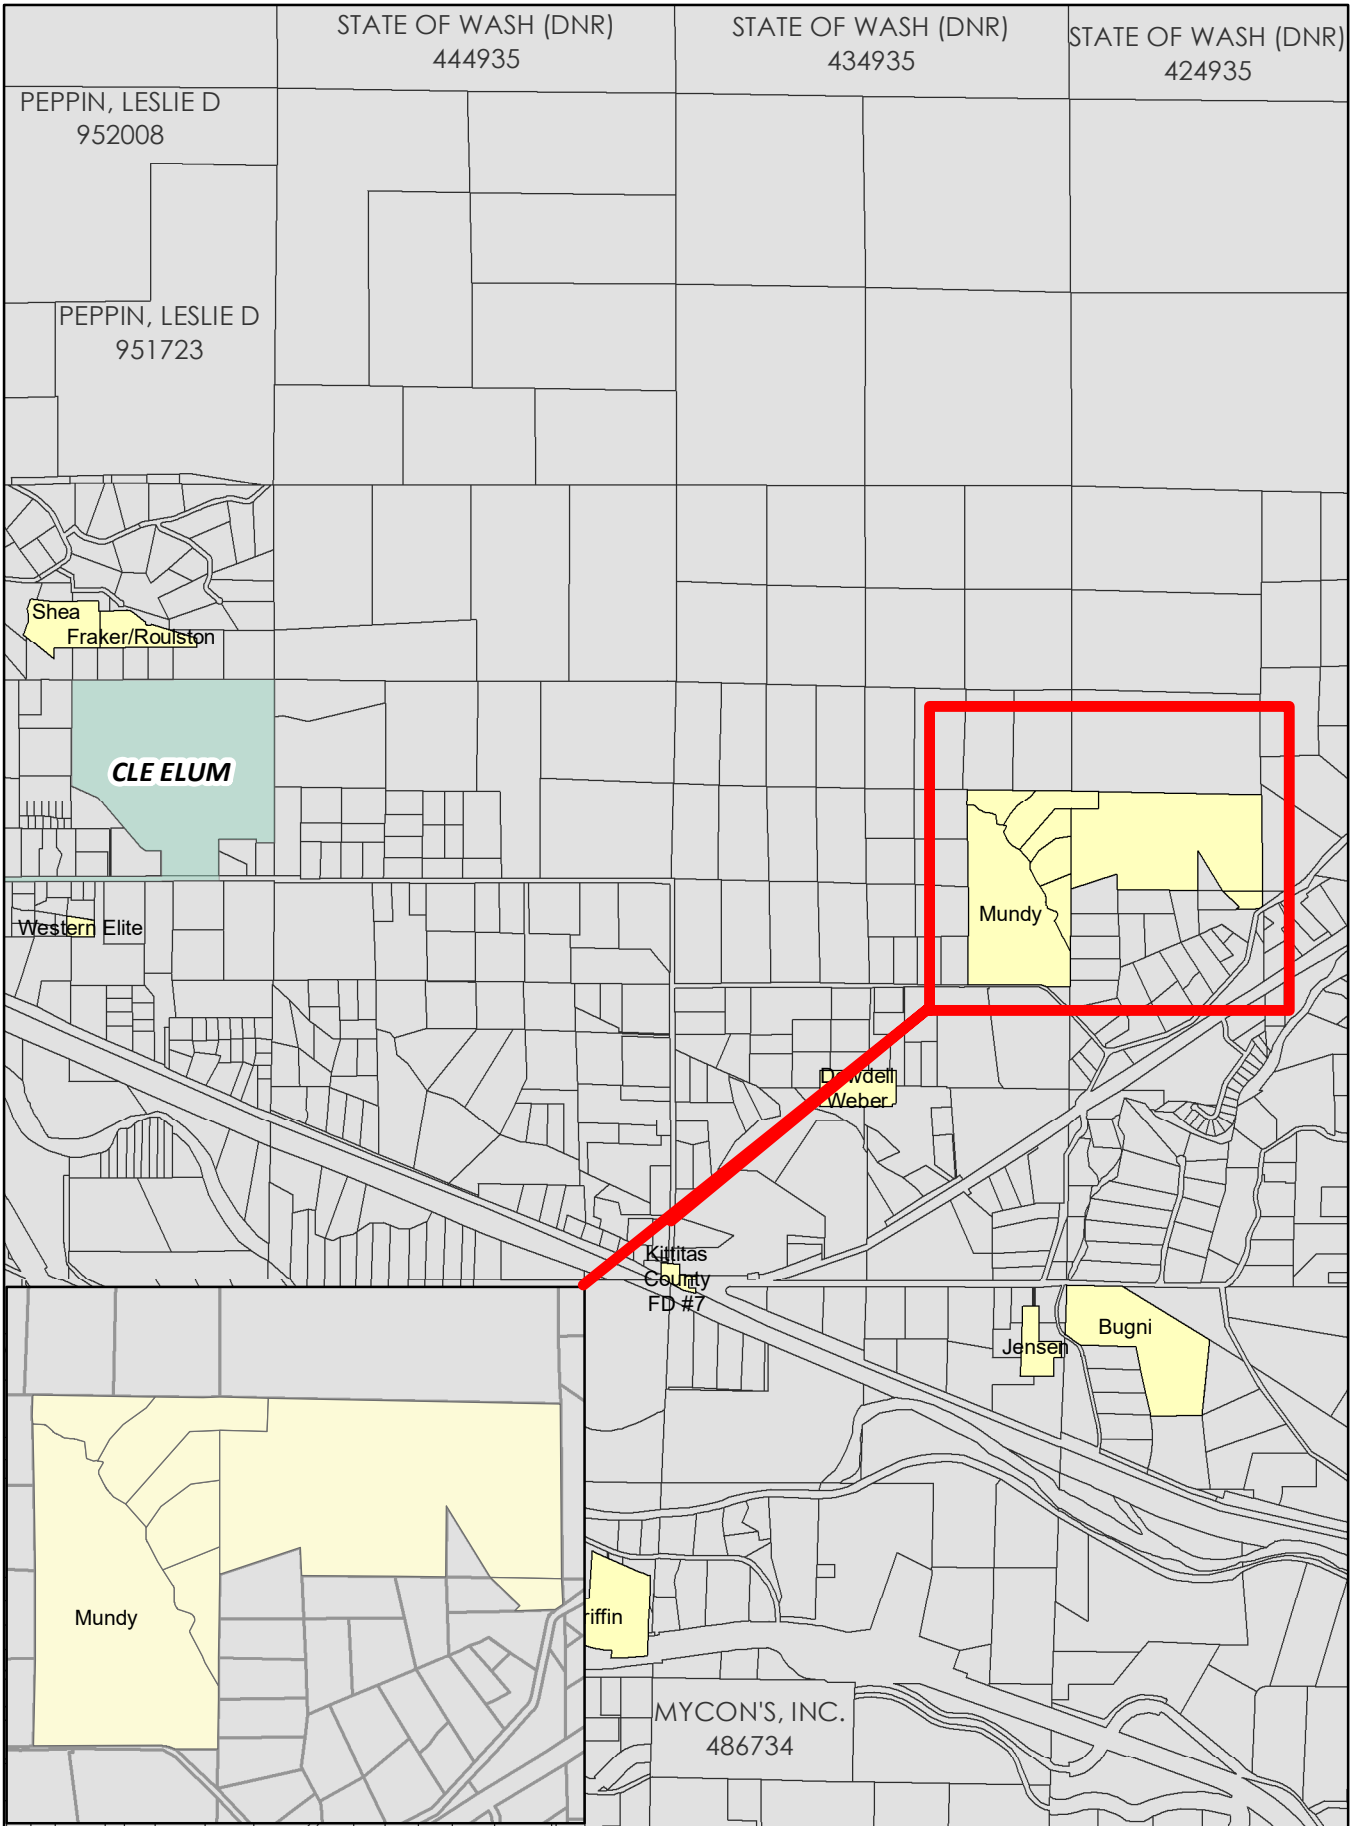 STATE OF WASH (DNR)
444935
STATE OF WASH (DNR)
434935
STATE OF WASH (DNR)
424935
PEPPIN, LESLIE D
952008
PEPPIN, LESLIE D
951723
Shea
Fraker/Roulston
CLE ELUM
Western Elite
Mundy
Dowdell
Weber
Kittitas
County
FD #7
Jensen
Bugni
Mundy
riffin
MYCON'S, INC.
486734